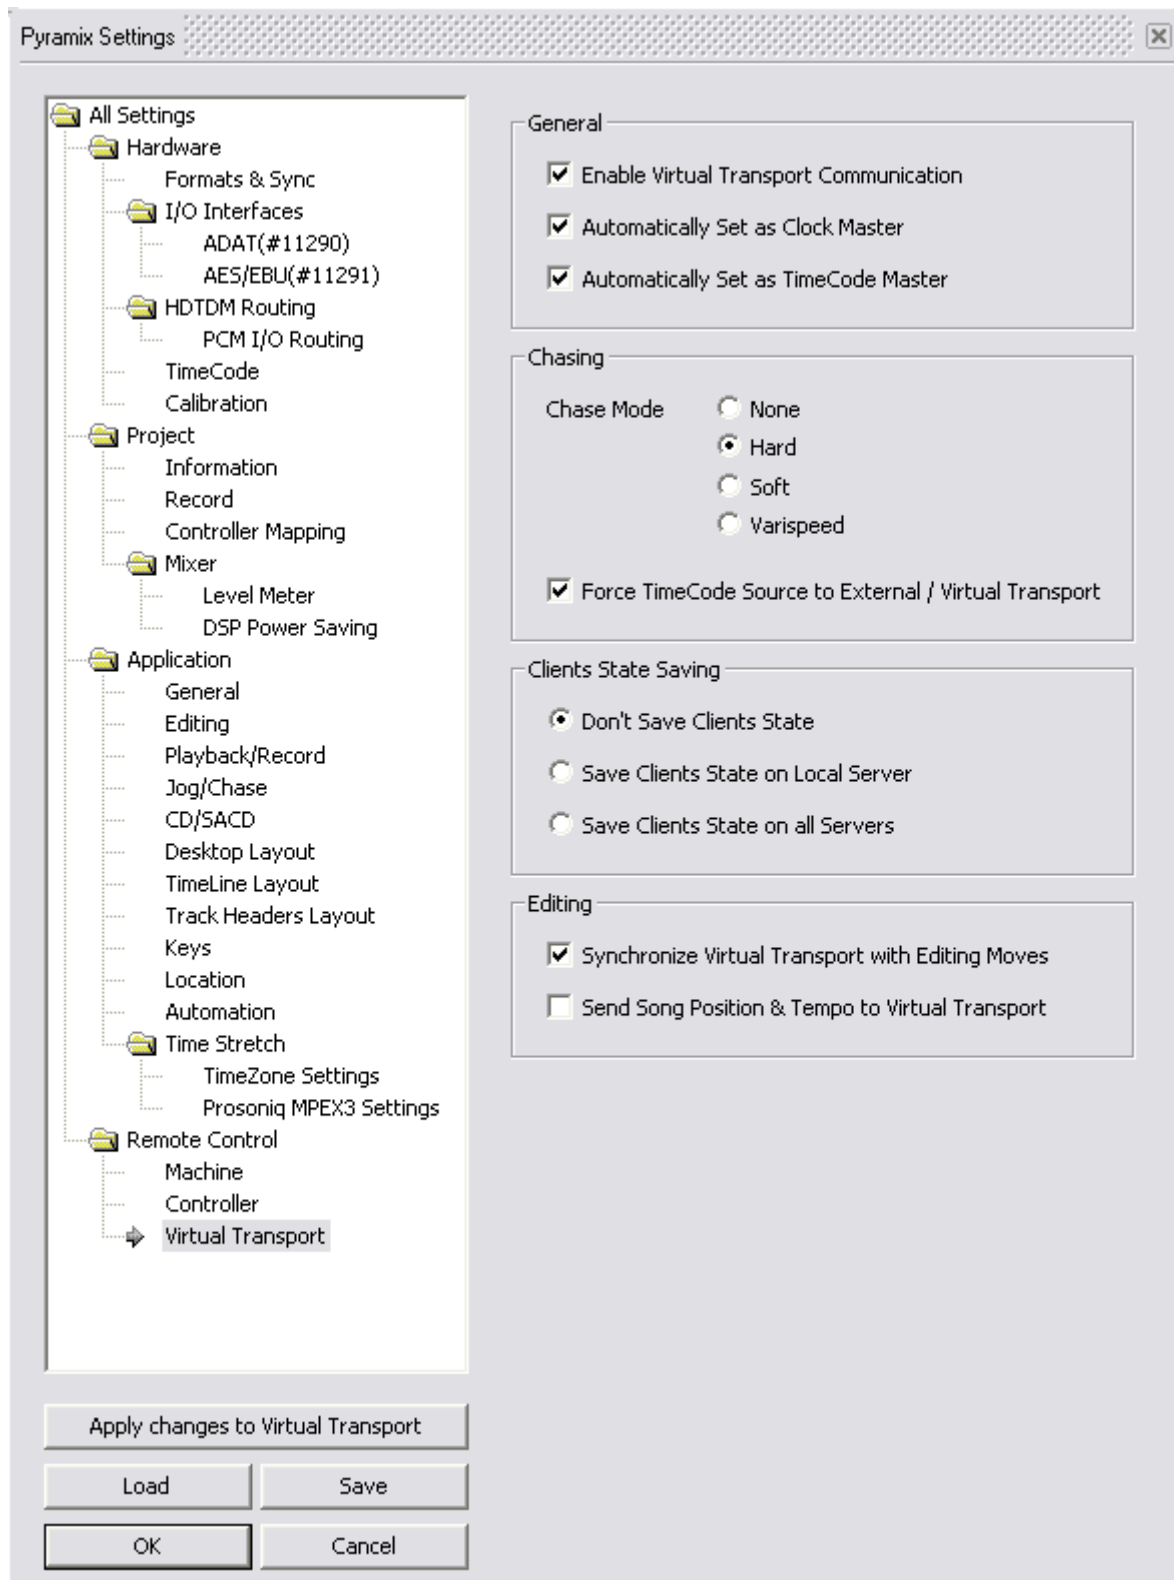 Pyramix Settings
All Settings
Hardware
Formats & Sync
I/O Interfaces
ADAT(#11290)
AES/EBU(#11291)
HDTDM Routing
PCM I/O Routing
TimeCode
Calibration
Project
Information
Record
Controller Mapping
Mixer
Level Meter
DSP Power Saving
Application
General
Editing
Playback/Record
Jog/Chase
CD/SACD
Desktop Layout
TimeLine Layout
Track Headers Layout
Keys
Location
Automation
Time Stretch
TimeZone Settings
Prosoniq MPEX3 Settings
Remote Control
Machine
Controller
Virtual Transport
Apply changes to Virtual Transport
Load Save
OK Cancel
General
Enable Virtual Transport Communication
Automatically Set as Clock Master
Automatically Set as TimeCode Master
Chasing
Chase Mode None
Hard
Soft
Varispeed
Force TimeCode Source to External / Virtual Transport
Clients State Saving
Don't Save Clients State
Save Clients State on Local Server
Save Clients State on all Servers
Editing
Synchronize Virtual Transport with Editing Moves
Send Song Position & Tempo to Virtual Transport